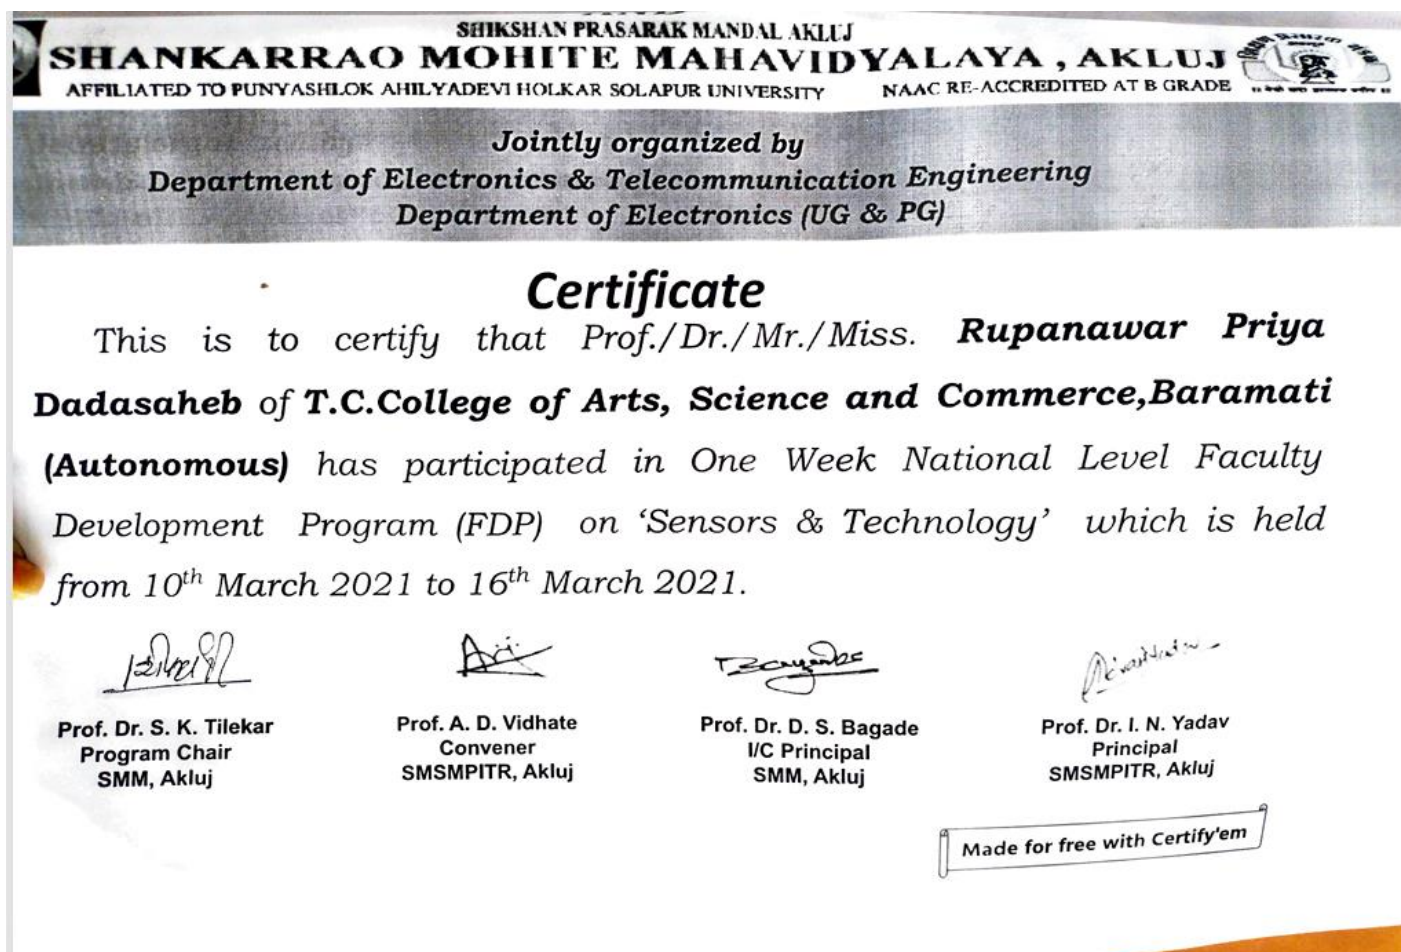 SHIKSHAN PRASARAK MANDAL AKLUJ
SHANKARRAO MOHITE MAHAVIDYALAYA , AKLUJ
AFFILIATED TO PUNYASHLOK AHILYADEVI HOLKAR SOLAPUR UNIVERSITY NAAC RE-ACCREDITED AT B GRADE
Jointly organized by
Department of Electronics & Telecommunication Engineering
Department of Electronics (UG & PG)
Certificate
This is to certify that Prof./Dr./Mr./Miss. Rupanawar Priya
Dadasaheb of T.C.College of Arts, Science and Commerce,Baramati
(Autonomous) has participated in One Week National Level Faculty
Development Program (FDP) on ‘Sensors & Technology’ which is held
from 10th March 2021 to 16th March 2021.
Prof. Dr. S. K. Tilekar
Program Chair
SMM, Akluj
Prof. A. D. Vidhate
Convener
SMSMPITR, Akluj
Prof. Dr. D. S. Bagade
I/C Principal
SMM, Akluj
Prof. Dr. I. N. Yadav
Principal
SMSMPITR, Akluj
Made for free with Certify'em